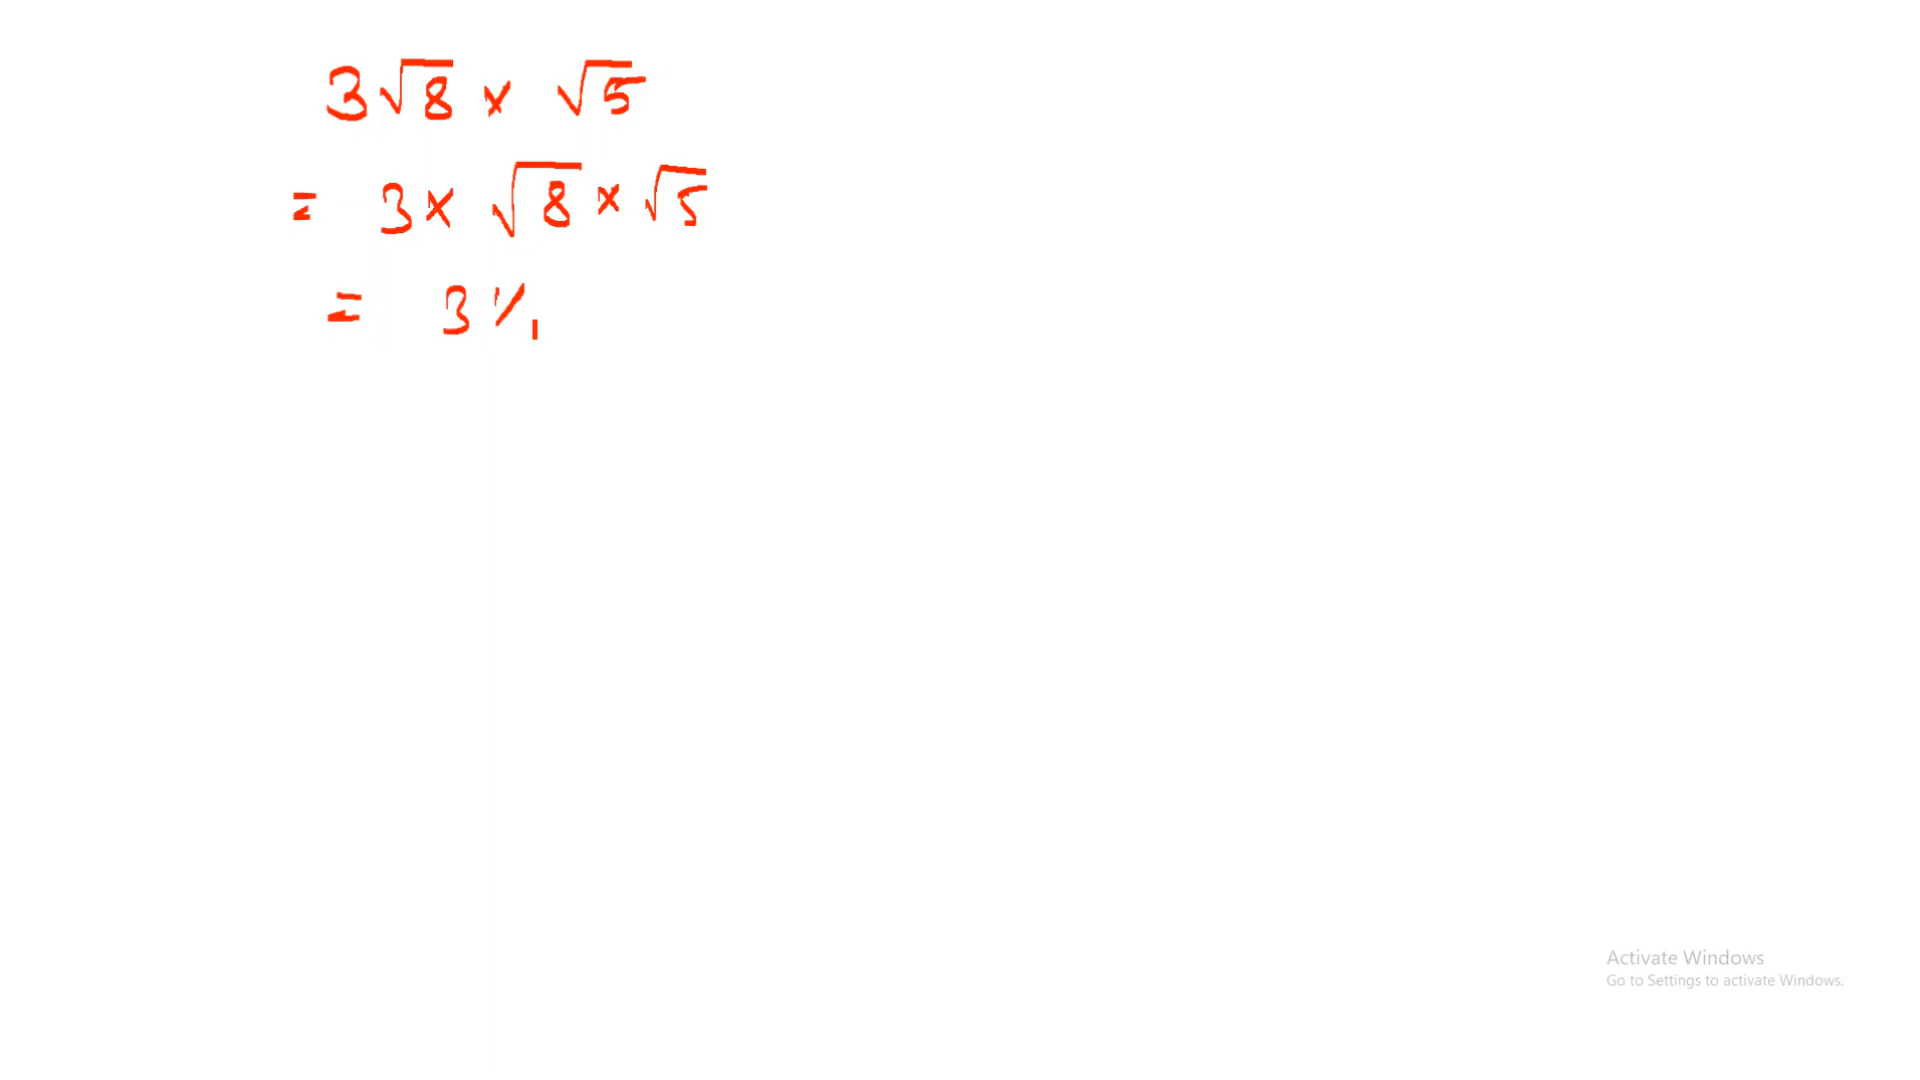 3√8 × √5
= 3 × √8 × √5
= 3
Activate Windows
Go to Settings to activate Windows.